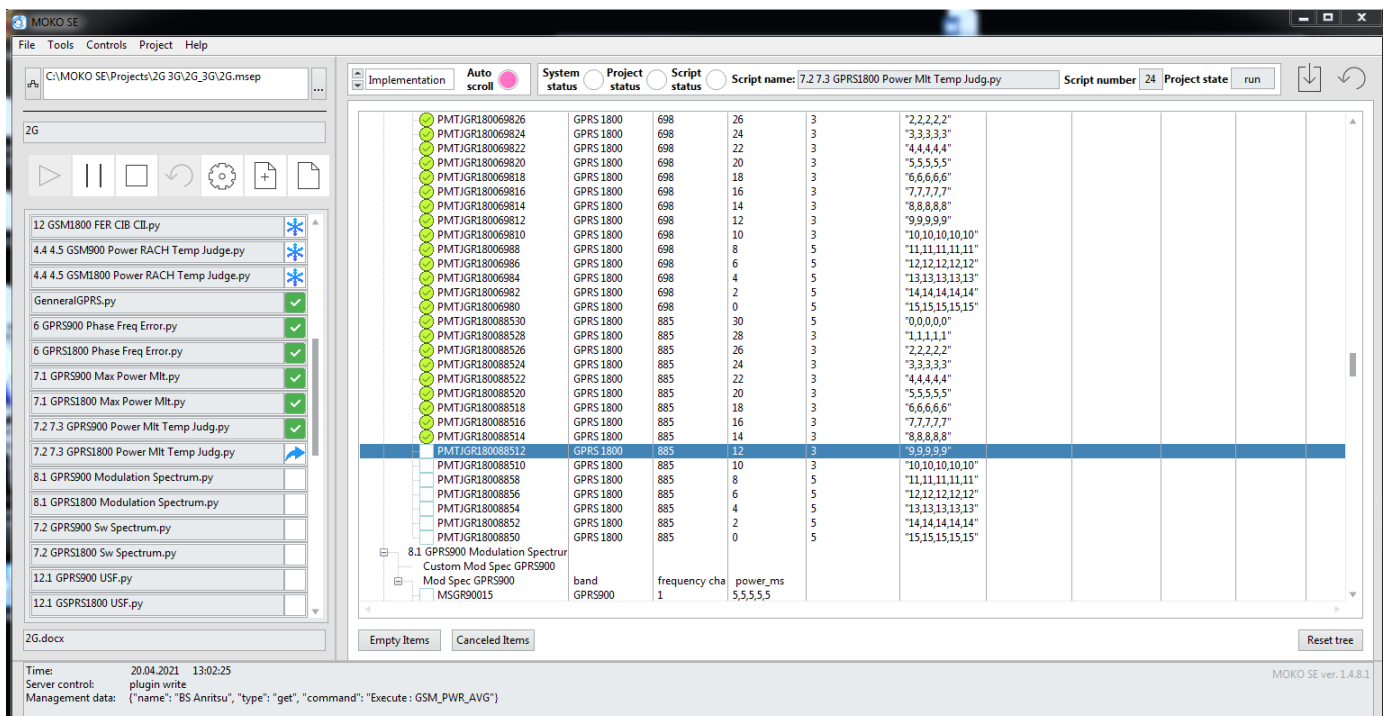 MOKO SE
File Tools Controls Project Help
C:\MOKO SE\Projects\2G 3G\2G_3G\2G.msep
...
Implementation
Auto scroll
System status
Project status
Script status
Script name: 7.2 7.3 GPRS1800 Power Mlt Temp Judg.py
Script number 24
Project state run
2G
12 GSM1800 FER CIB CII.py
4.4 4.5 GSM900 Power RACH Temp Judge.py
4.4 4.5 GSM1800 Power RACH Temp Judge.py
GenneralGPRS.py
6 GPRS900 Phase Freq Error.py
6 GPRS1800 Phase Freq Error.py
7.1 GPRS900 Max Power Mlt.py
7.1 GPRS1800 Max Power Mlt.py
7.2 7.3 GPRS900 Power Mlt Temp Judg.py
7.2 7.3 GPRS1800 Power Mlt Temp Judg.py
8.1 GPRS900 Modulation Spectrum.py
8.1 GPRS1800 Modulation Spectrum.py
7.2 GPRS900 Sw Spectrum.py
7.2 GPRS1800 Sw Spectrum.py
12.1 GPRS900 USF.py
12.1 GSPRS1800 USF.py
2G.docx
PMTJGR180069826 GPRS 1800 698 26 3 "2,2,2,2,2"
PMTJGR180069824 GPRS 1800 698 24 3 "3,3,3,3,3"
PMTJGR180069822 GPRS 1800 698 22 3 "4,4,4,4,4"
PMTJGR180069820 GPRS 1800 698 20 3 "5,5,5,5,5"
PMTJGR180069818 GPRS 1800 698 18 3 "6,6,6,6,6"
PMTJGR180069816 GPRS 1800 698 16 3 "7,7,7,7,7"
PMTJGR180069814 GPRS 1800 698 14 3 "8,8,8,8,8"
PMTJGR180069812 GPRS 1800 698 12 3 "9,9,9,9,9"
PMTJGR180069810 GPRS 1800 698 10 3 "10,10,10,10,10"
PMTJGR18006988 GPRS 1800 698 8 5 "11,11,11,11,11"
PMTJGR18006986 GPRS 1800 698 6 5 "12,12,12,12,12"
PMTJGR18006984 GPRS 1800 698 4 5 "13,13,13,13,13"
PMTJGR18006982 GPRS 1800 698 2 5 "14,14,14,14,14"
PMTJGR18006980 GPRS 1800 698 0 5 "15,15,15,15,15"
PMTJGR180088530 GPRS 1800 885 30 5 "0,0,0,0,0"
PMTJGR180088528 GPRS 1800 885 28 3 "1,1,1,1,1"
PMTJGR180088526 GPRS 1800 885 26 3 "2,2,2,2,2"
PMTJGR180088524 GPRS 1800 885 24 3 "3,3,3,3,3"
PMTJGR180088522 GPRS 1800 885 22 3 "4,4,4,4,4"
PMTJGR180088520 GPRS 1800 885 20 3 "5,5,5,5,5"
PMTJGR180088518 GPRS 1800 885 18 3 "6,6,6,6,6"
PMTJGR180088516 GPRS 1800 885 16 3 "7,7,7,7,7"
PMTJGR180088514 GPRS 1800 885 14 3 "8,8,8,8,8"
PMTJGR180088512 GPRS 1800 885 12 3 "9,9,9,9,9"
PMTJGR180088510 GPRS 1800 885 10 3 "10,10,10,10,10"
PMTJGR18008858 GPRS 1800 885 8 5 "11,11,11,11,11"
PMTJGR18008856 GPRS 1800 885 6 5 "12,12,12,12,12"
PMTJGR18008854 GPRS 1800 885 4 5 "13,13,13,13,13"
PMTJGR18008852 GPRS 1800 885 2 5 "14,14,14,14,14"
PMTJGR18008850 GPRS 1800 885 0 5 "15,15,15,15,15"
8.1 GPRS900 Modulation Spectrur
Custom Mod Spec GPRS900
Mod Spec GPRS900 band frequency cha power_ms
MSGR90015 GPRS900 1 5,5,5,5,5
Empty Items
Canceled Items
Reset tree
Time: 20.04.2021 13:02:25
Server control: plugin write
Management data: {"name": "BS Anritsu", "type": "get", "command": "Execute : GSM_PWR_AVG"}
MOKO SE ver. 1.4.8.1